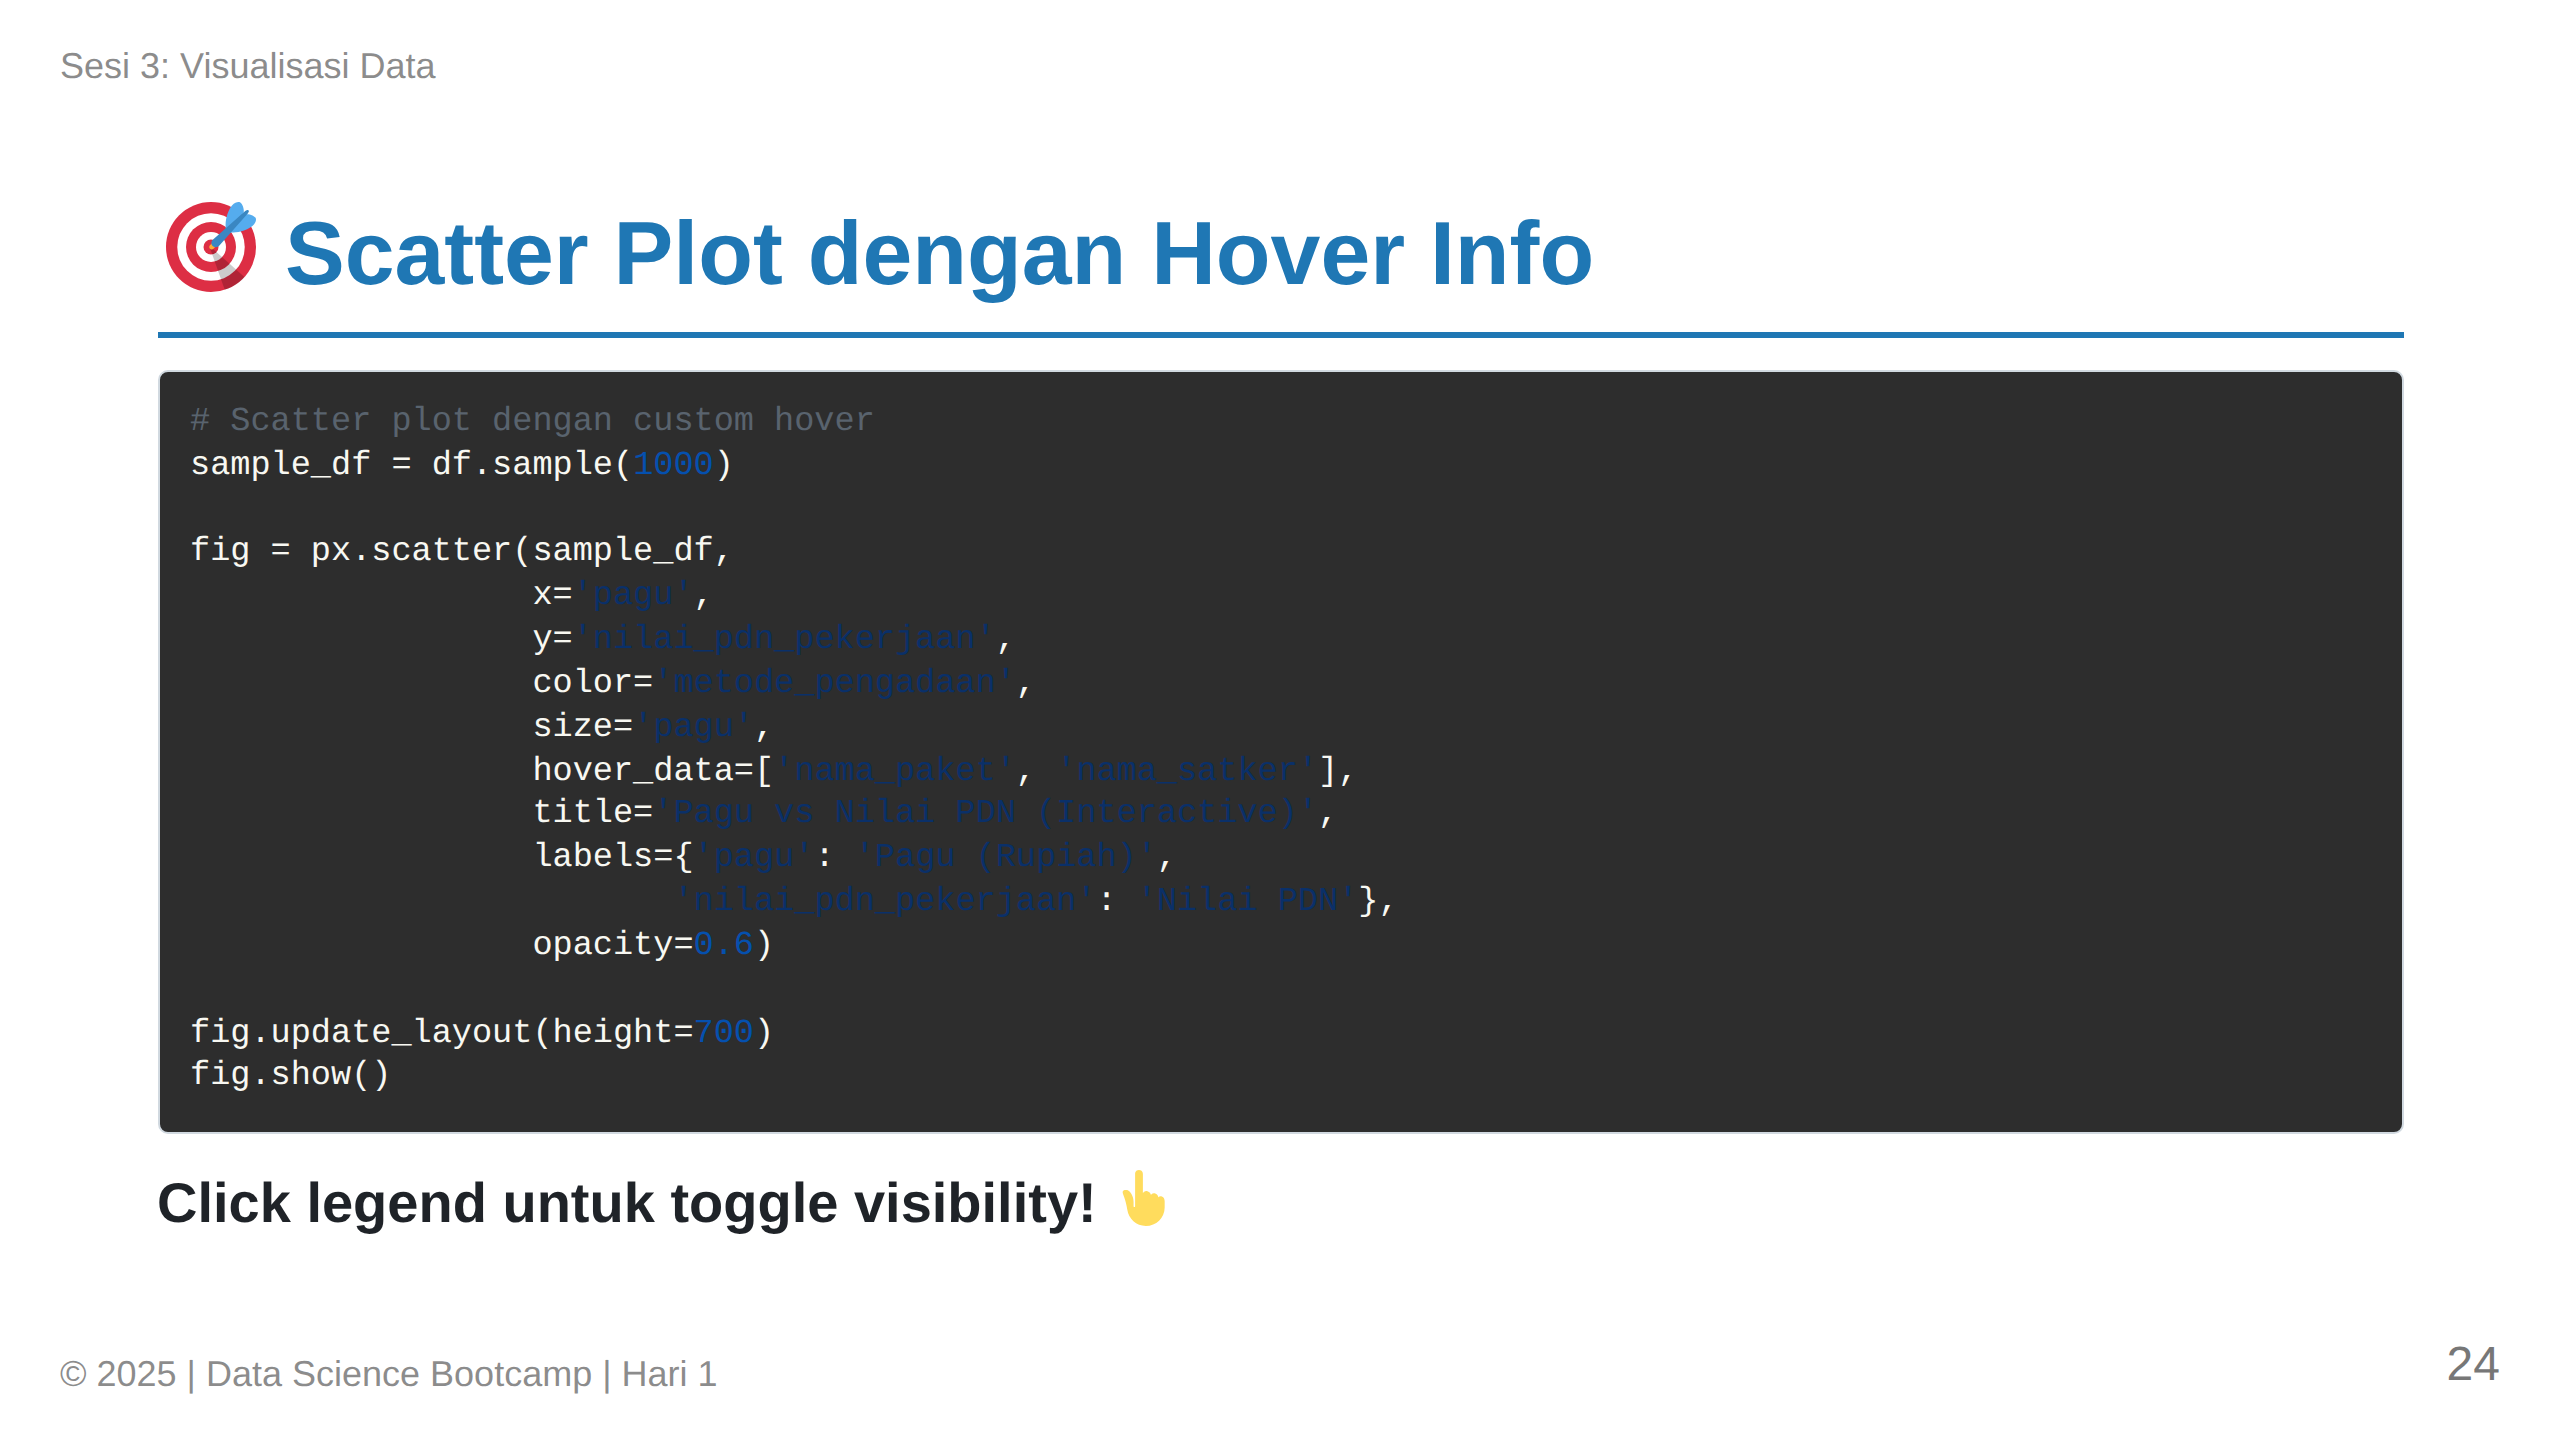 Sesi 3: Visualisasi Data
🎯 Scatter Plot dengan Hover Info
# Scatter plot dengan custom hover
sample_df = df.sample(1000)

fig = px.scatter(sample_df,
                 x='pagu',
                 y='nilai_pdn_pekerjaan',
                 color='metode_pengadaan',
                 size='pagu',
                 hover_data=['nama_paket', 'nama_satker'],
                 title='Pagu vs Nilai PDN (Interactive)',
                 labels={'pagu': 'Pagu (Rupiah)',
                        'nilai_pdn_pekerjaan': 'Nilai PDN'},
                 opacity=0.6)

fig.update_layout(height=700)
fig.show()
Click legend untuk toggle visibility! 👆
© 2025 | Data Science Bootcamp | Hari 1
24